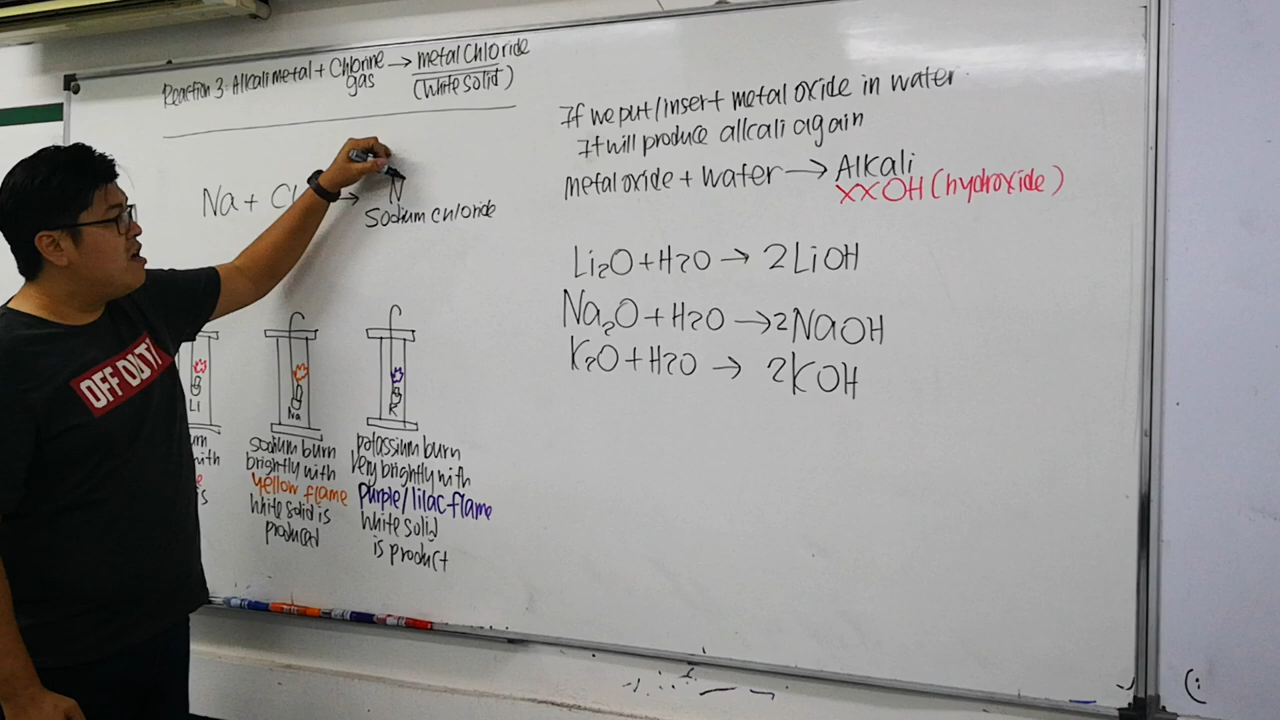 Reaction 3: Alkali metal + Chlorine gas → metal chloride
(white solid)
Na + Cl →
N
Sodium chloride
Li
Na
K
sodium burn
brightly with
yellow flame
white solid is
produced
potassium burn
very brightly with
purple/lilac flame
white solid
is product
If we put/insert metal oxide in water
It will produce alkali again
metal oxide + water → Alkali
XXOH (hydroxide)
Li2O + H2O → 2LiOH
Na2O + H2O → 2NaOH
K2O + H2O → 2KOH
OFF DUTY
(: